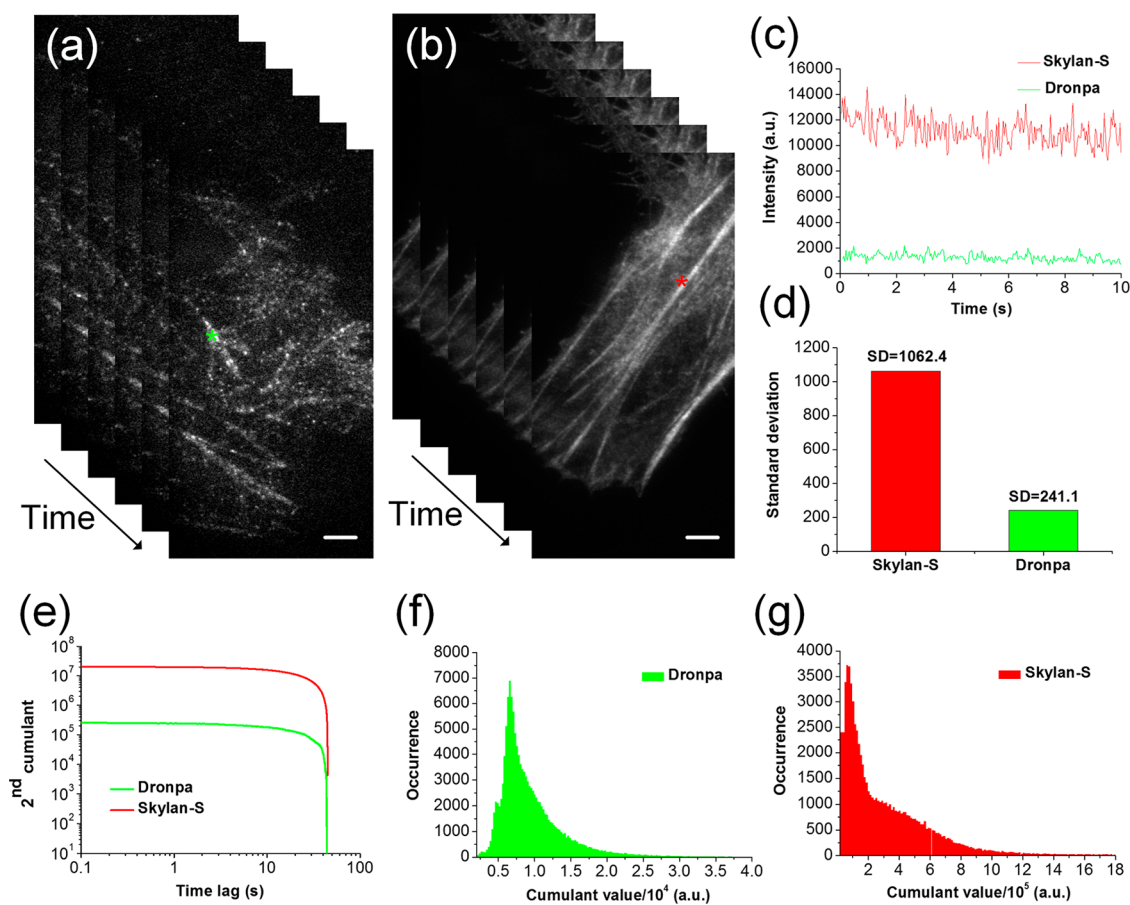 (a)
Time
(b)
Time
*
*
(c)
Skylan-S
Dronpa
16000
14000
12000
10000
8000
6000
4000
2000
0
Intensity (a.u.)
0 2 4 6 8 10
Time (s)
(d)
1200
1000
800
600
400
200
0
Standard deviation
SD=1062.4
SD=241.1
Skylan-S Dronpa
(e)
10^8
10^7
10^6
10^5
10^4
10^3
10^2
10^1
2nd cumulant
Dronpa
Skylan-S
0.1 1 10 100
Time lag (s)
(f)
8000
7000
6000
5000
4000
3000
2000
1000
0
Occurrence
Dronpa
0.5 1.0 1.5 2.0 2.5 3.0 3.5 4.0
Cumulant value/10^4 (a.u.)
(g)
4000
3500
3000
2500
2000
1500
1000
500
0
Occurrence
Skylan-S
2 4 6 8 10 12 14 16 18
Cumulant value/10^5 (a.u.)